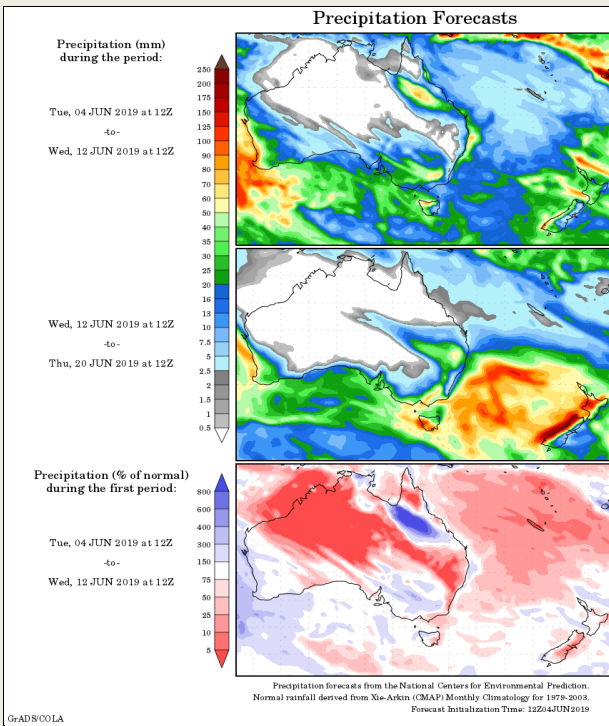 Precipitation Forecasts
Precipitation (mm)
during the period:
Tue, 04 JUN 2019 at 12Z
-to-
Wed, 12 JUN 2019 at 12Z
250
200
175
150
125
100
90
80
70
60
50
40
35
30
25
20
16
13
10
7.5
5
2.5
2
1.5
1
0.5
Wed, 12 JUN 2019 at 12Z
-to-
Thu, 20 JUN 2019 at 12Z
Precipitation (% of normal)
during the first period:
Tue, 04 JUN 2019 at 12Z
-to-
Wed, 12 JUN 2019 at 12Z
800
600
400
300
150
75
50
25
10
5
Precipitation forecasts from the National Centers for Environmental Prediction.
Normal rainfall derived from Xie-Arkin (CMAP) Monthly Climatology for 1979-2003.
Forecast Initialization Time: 12Z04JUN2019
GrADS/COLA